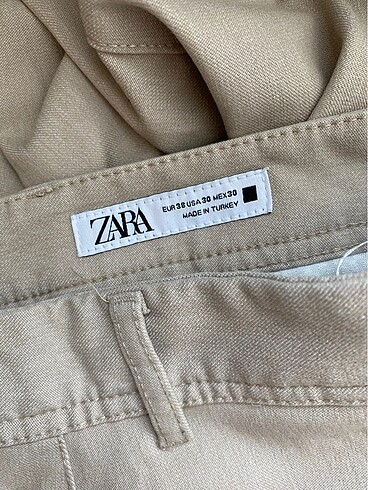 ZARA
EUR 38 USA 30 MEX 30
MADE IN TURKEY